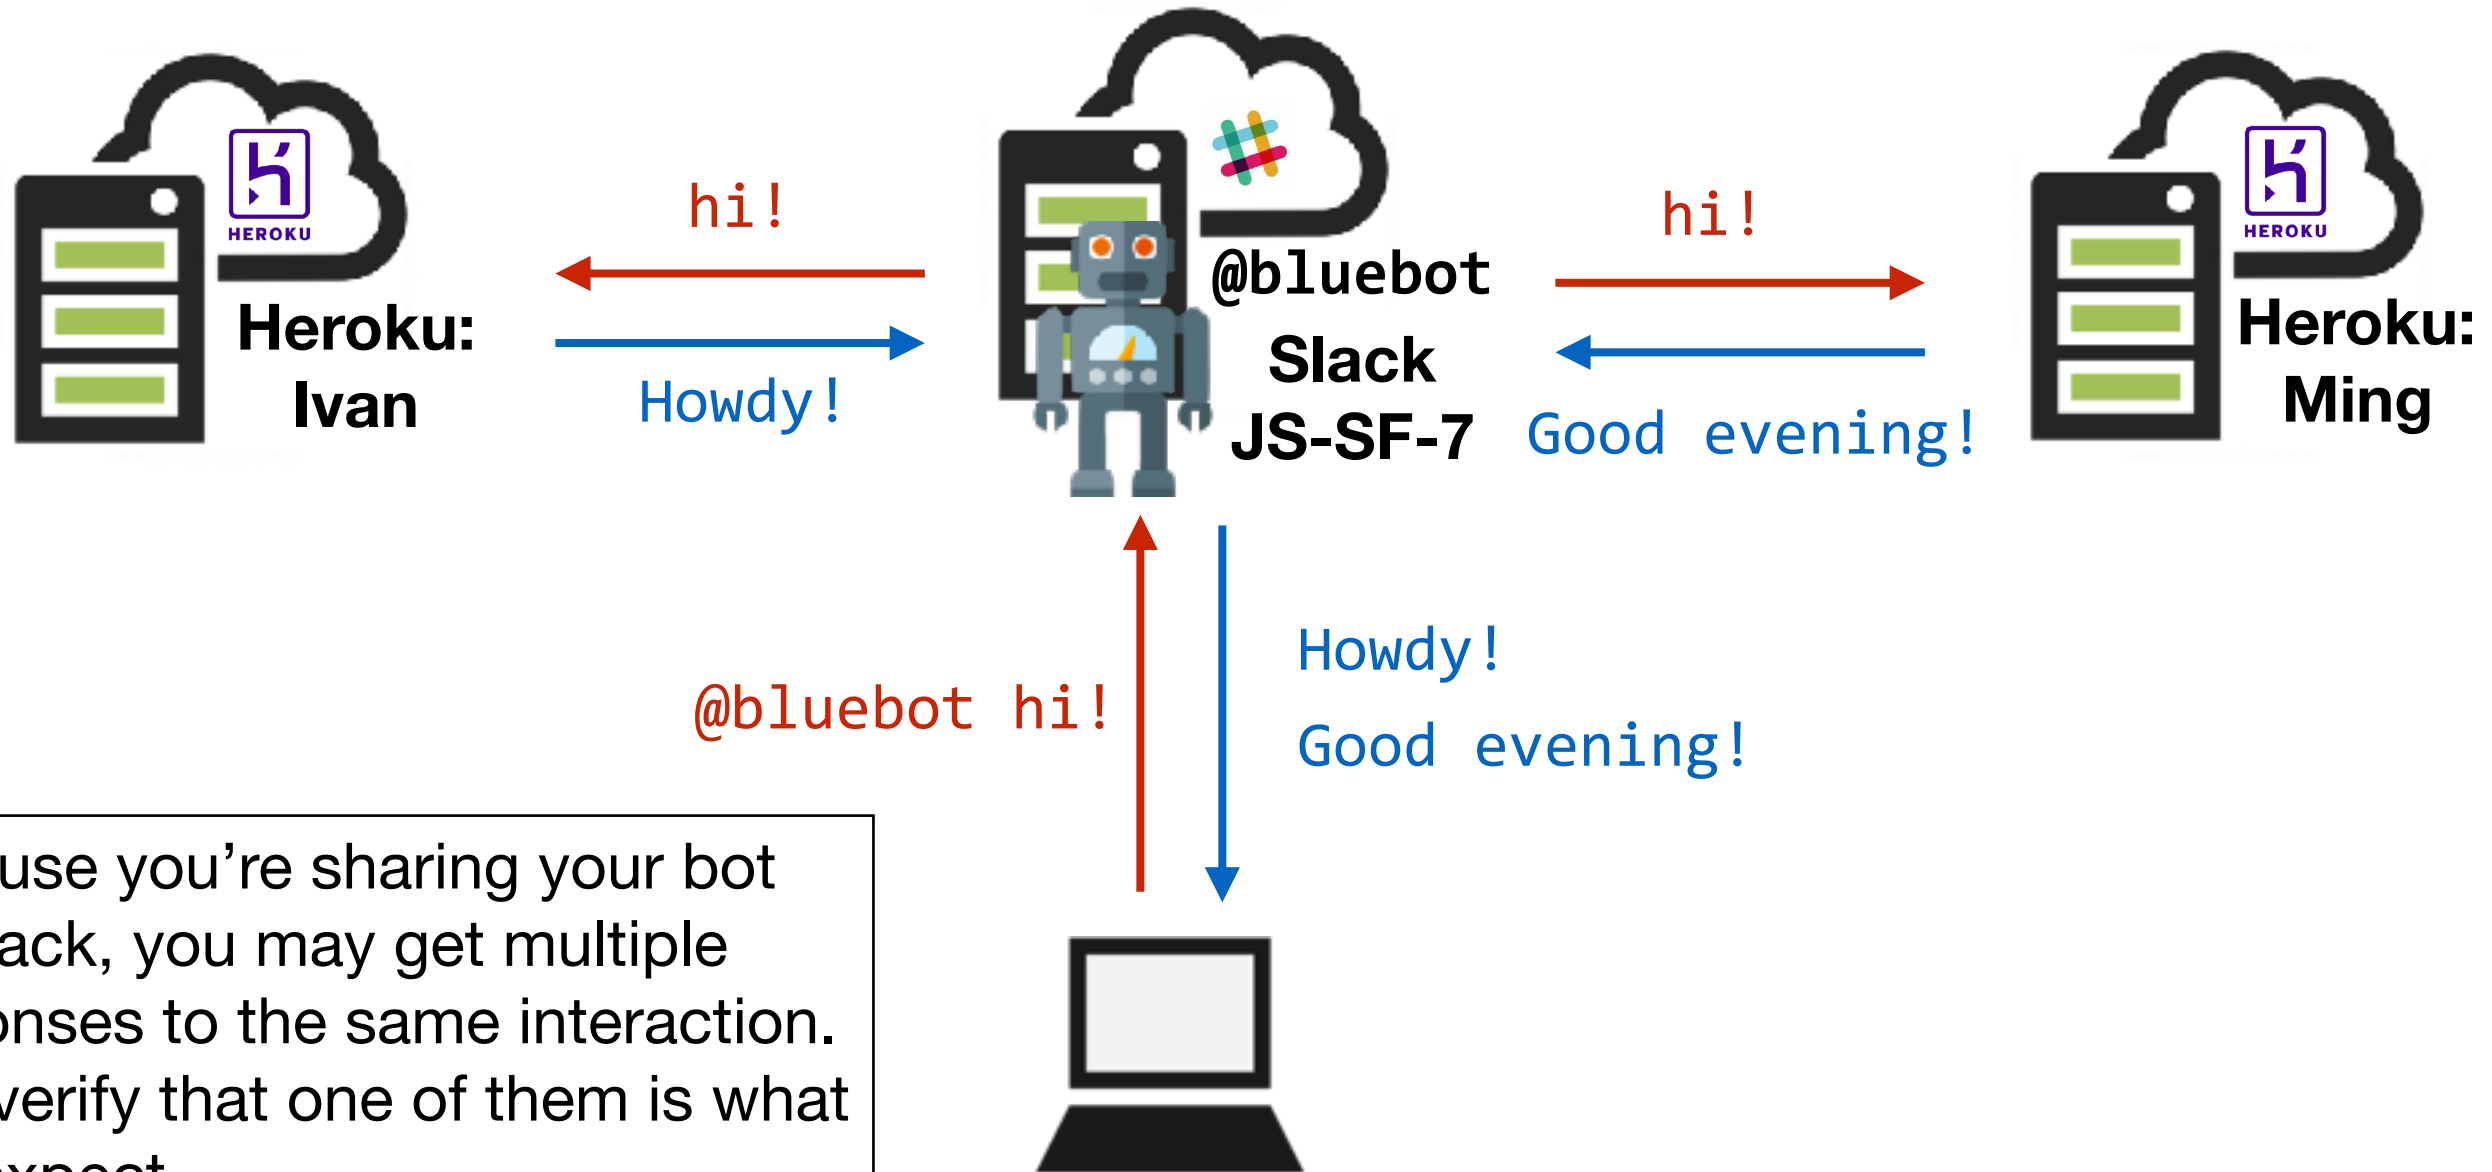 HEROKU
Heroku:
Ivan
hi!
Howdy!
@bluebot
Slack
JS-SF-7
hi!
Good evening!
HEROKU
Heroku:
Ming
@bluebot hi!
Howdy!
Good evening!
use you’re sharing your bot
ack, you may get multiple
onses to the same interaction.
verify that one of them is what
expect